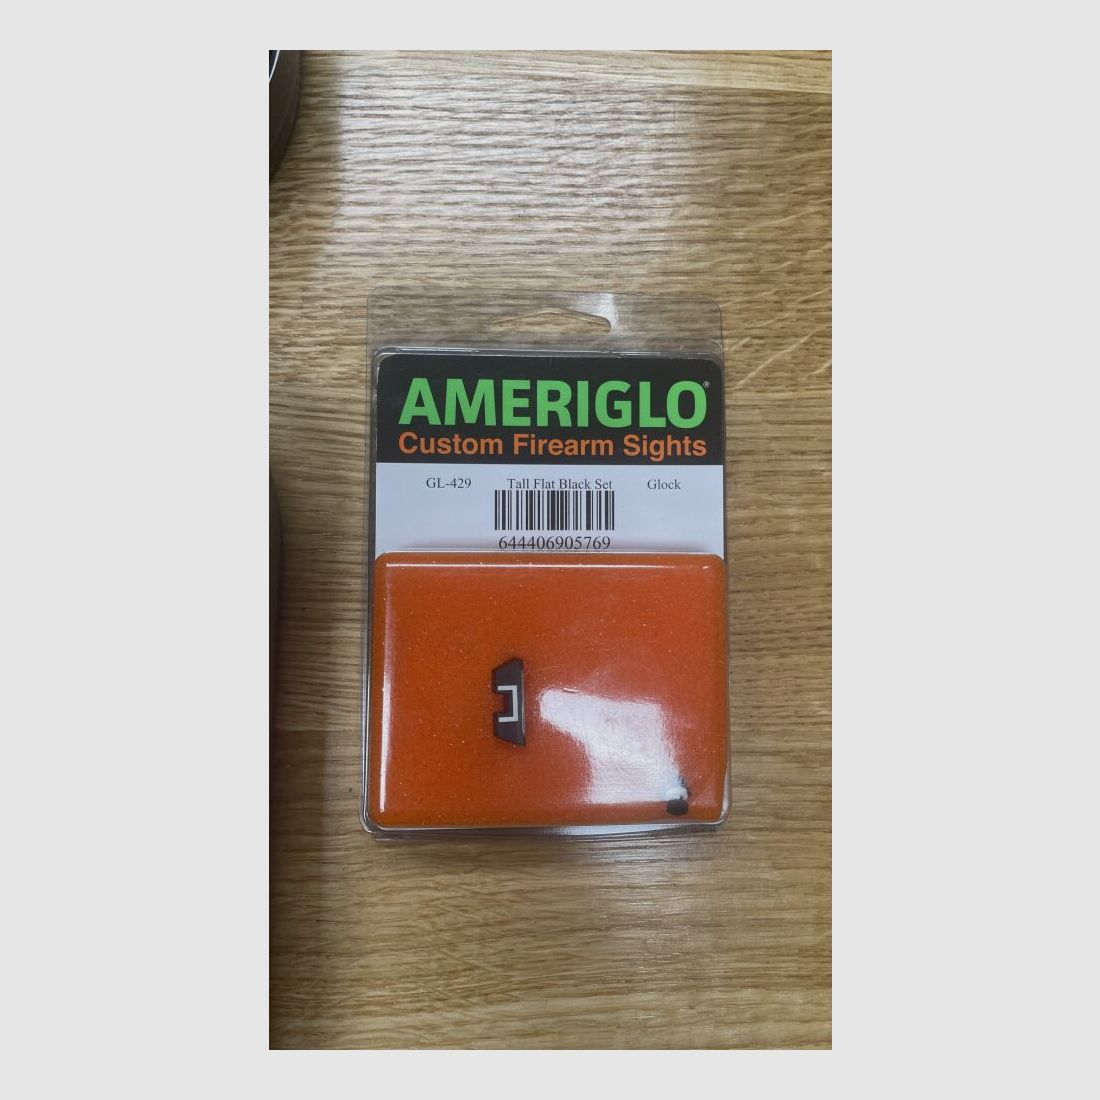 AMERIGLO®
Custom Firearm Sights
GL-429 Tall Flat Black Set Glock
644406905769